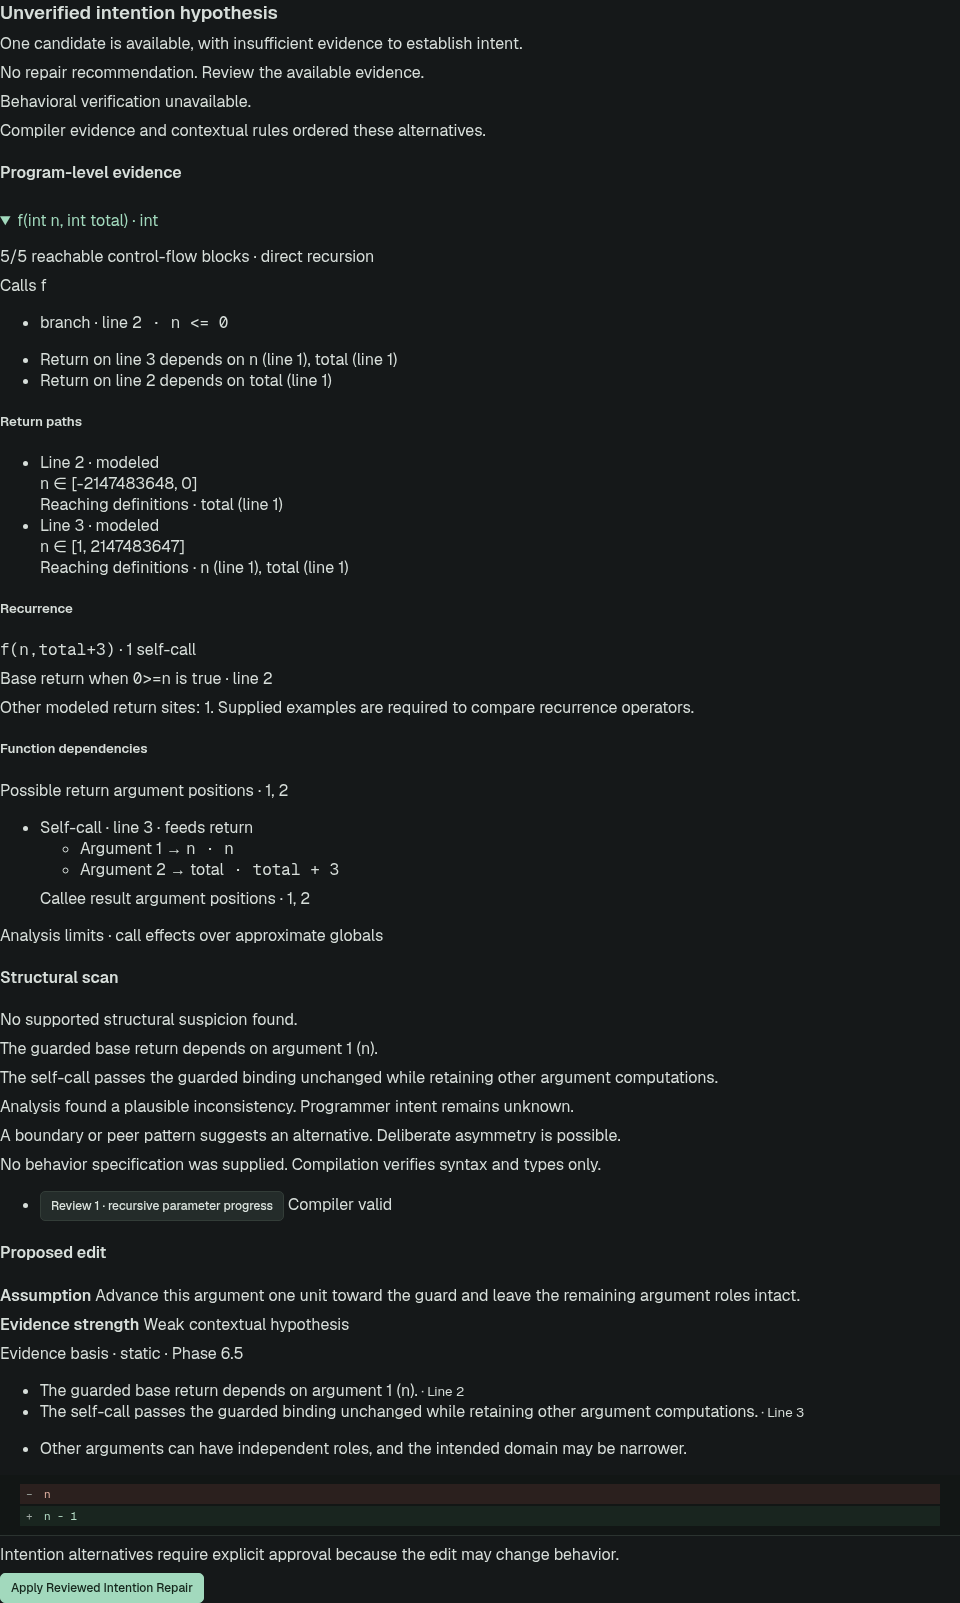 Unverified intention hypothesis
One candidate is available, with insufficient evidence to establish intent.
No repair recommendation. Review the available evidence.
Behavioral verification unavailable.
Compiler evidence and contextual rules ordered these alternatives.
Program-level evidence
▼ f(int n, int total) · int
5/5 reachable control-flow blocks · direct recursion
Calls f
• branch · line 2 · n <= 0
• Return on line 3 depends on n (line 1), total (line 1)
• Return on line 2 depends on total (line 1)
Return paths
• Line 2 · modeled
n ∈ [-2147483648, 0]
Reaching definitions · total (line 1)
• Line 3 · modeled
n ∈ [1, 2147483647]
Reaching definitions · n (line 1), total (line 1)
Recurrence
f(n,total+3) · 1 self-call
Base return when 0>=n is true · line 2
Other modeled return sites: 1. Supplied examples are required to compare recurrence operators.
Function dependencies
Possible return argument positions · 1, 2
• Self-call · line 3 · feeds return
◦ Argument 1 → n · n
◦ Argument 2 → total · total + 3
Callee result argument positions · 1, 2
Analysis limits · call effects over approximate globals
Structural scan
No supported structural suspicion found.
The guarded base return depends on argument 1 (n).
The self-call passes the guarded binding unchanged while retaining other argument computations.
Analysis found a plausible inconsistency. Programmer intent remains unknown.
A boundary or peer pattern suggests an alternative. Deliberate asymmetry is possible.
No behavior specification was supplied. Compilation verifies syntax and types only.
• Review 1 · recursive parameter progress Compiler valid
Proposed edit
Assumption Advance this argument one unit toward the guard and leave the remaining argument roles intact.
Evidence strength Weak contextual hypothesis
Evidence basis · static · Phase 6.5
• The guarded base return depends on argument 1 (n). · Line 2
• The self-call passes the guarded binding unchanged while retaining other argument computations. · Line 3
• Other arguments can have independent roles, and the intended domain may be narrower.
− n
+ n - 1
Intention alternatives require explicit approval because the edit may change behavior.
Apply Reviewed Intention Repair